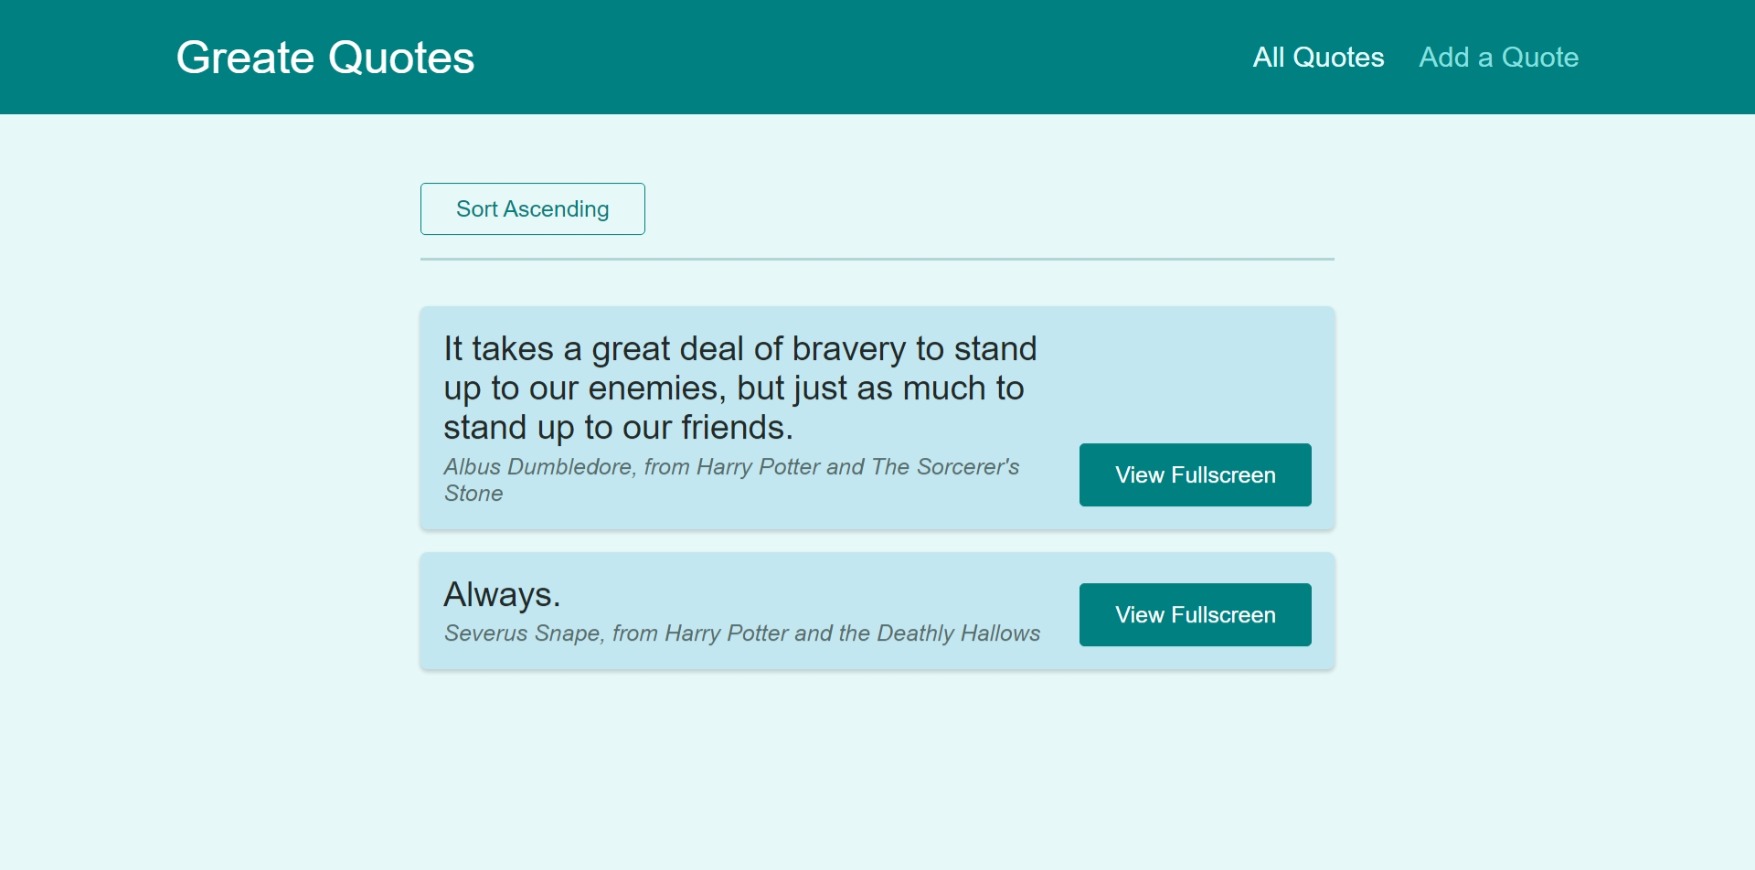 Greate Quotes
All Quotes
Add a Quote
Sort Ascending
It takes a great deal of bravery to stand
up to our enemies, but just as much to
stand up to our friends.
Albus Dumbledore, from Harry Potter and The Sorcerer's
Stone
View Fullscreen
Always.
Severus Snape, from Harry Potter and the Deathly Hallows
View Fullscreen